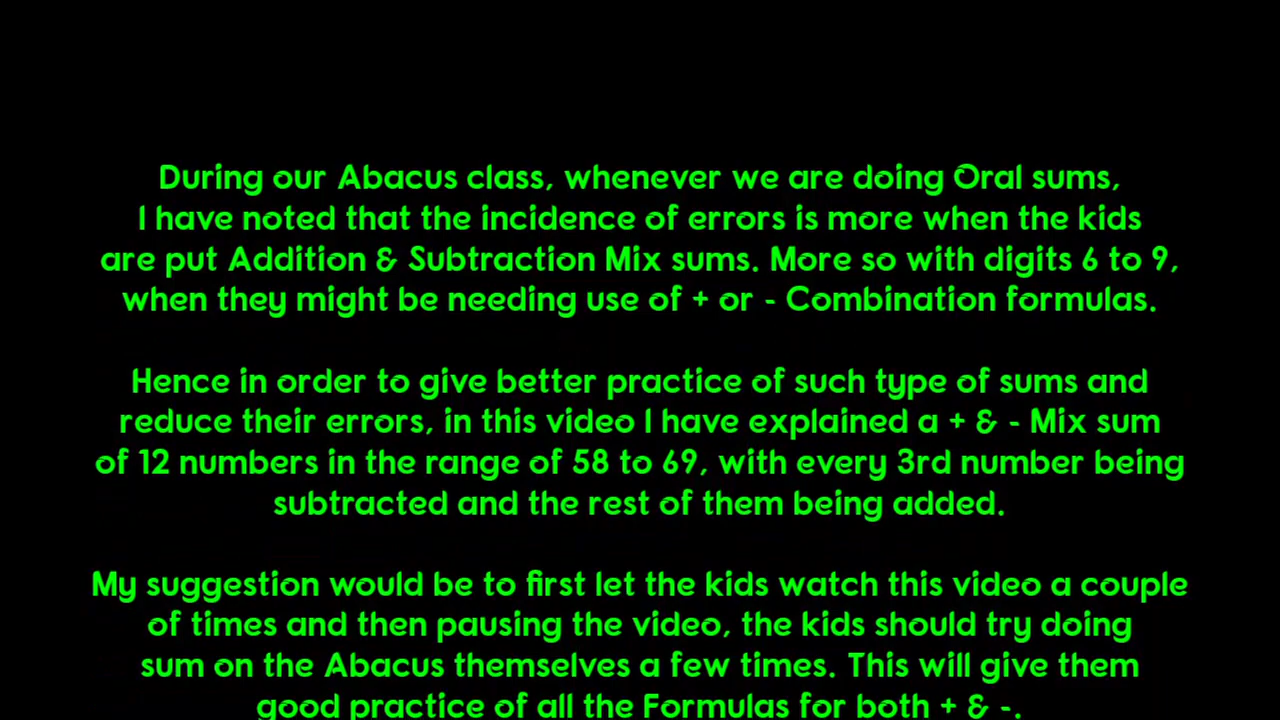 During our Abacus class, whenever we are doing Oral sums,
I have noted that the incidence of errors is more when the kids
are put Addition & Subtraction Mix sums. More so with digits 6 to 9,
when they might be needing use of + or - Combination formulas.
Hence in order to give better practice of such type of sums and
reduce their errors, in this video I have explained a + & - Mix sum
of 12 numbers in the range of 58 to 69, with every 3rd number being
subtracted and the rest of them being added.
My suggestion would be to first let the kids watch this video a couple
of times and then pausing the video, the kids should try doing
sum on the Abacus themselves a few times. This will give them
good practice of all the Formulas for both + & -.